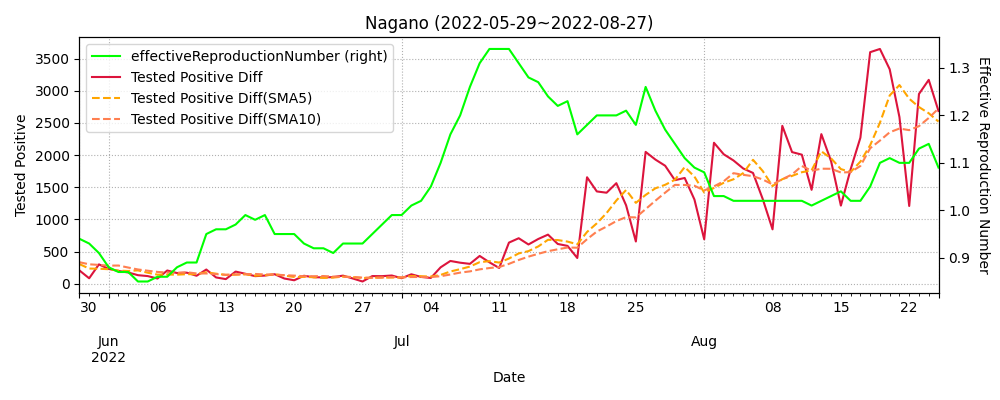 Nagano (2022-05-29~2022-08-27)
effectiveReproductionNumber (right)
Tested Positive Diff
Tested Positive Diff(SMA5)
Tested Positive Diff(SMA10)
Tested Positive
3500
3000
2500
2000
1500
1000
500
0
1.3
1.2
1.1
1.0
0.9
Effective Reproduction Number
30 06 13 20 27 04 11 18 25 08 15 22
Jun Jul Aug
2022
Date